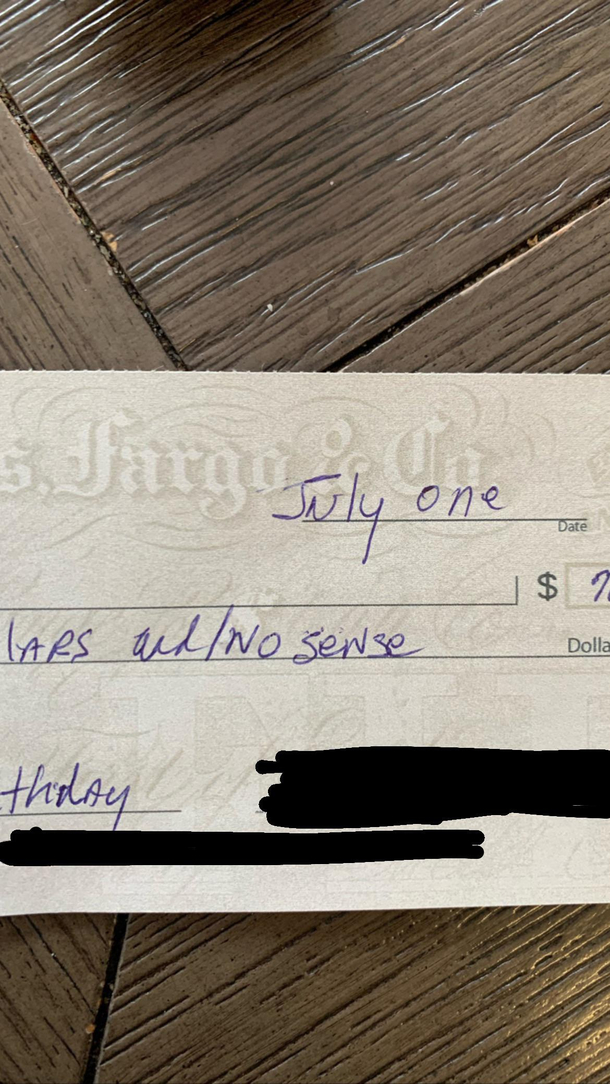 s, Fargo & Co
July one
Date
$
lARS and/No sense
Dolla
thday